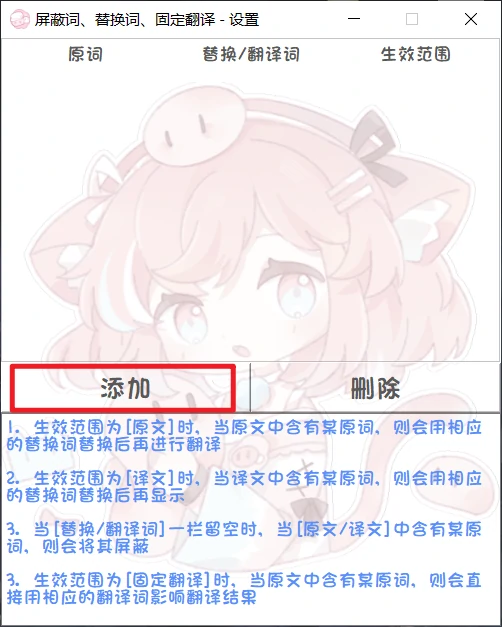 屏蔽词、替换词、固定翻译 - 设置
原词 替换/翻译词 生效范围
添加 删除
1. 生效范围为[原文]时，当原文中含有某原词，则会用相应
的替换词替换后再进行翻译
2. 生效范围为[译文]时，当译文中含有某原词，则会用相应
的替换词替换后再显示
3. 当[替换/翻译词]一栏留空时，当[原文/译文]中含有某原
词，则会将其屏蔽
3. 生效范围为[固定翻译]时，当原文中含有某原词，则会直
接用相应的翻译词影响翻译结果